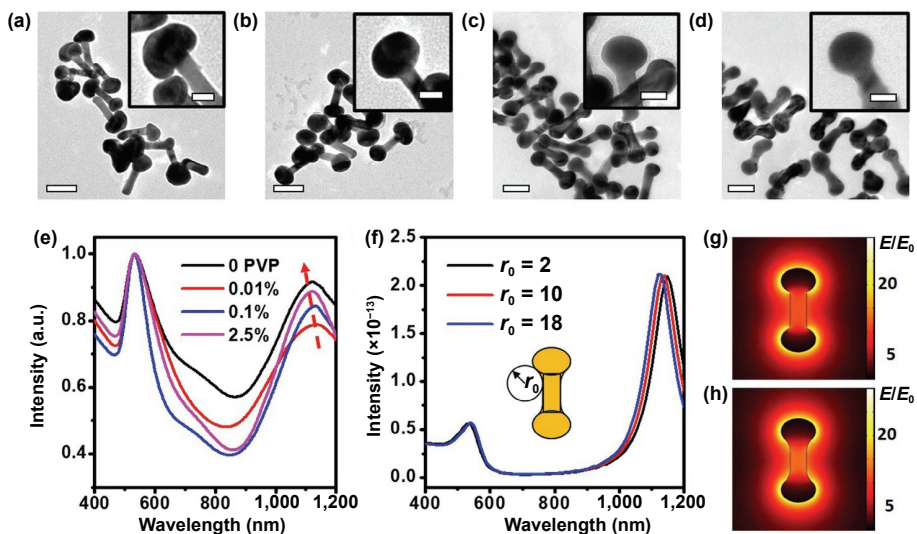 (a) (b) (c) (d)
(e) (f) (g) (h)
1.0
0.8
0.6
0.4
Intensity (a.u.)
0 PVP
0.01%
0.1%
2.5%
400 600 800 1,000 1,200
Wavelength (nm)
2.5
2.0
1.5
1.0
0.5
0.0
Intensity (×10⁻¹³)
r₀ = 2
r₀ = 10
r₀ = 18
r₀
400 600 800 1,000 1,200
Wavelength (nm)
E/E₀
20
5
E/E₀
20
5